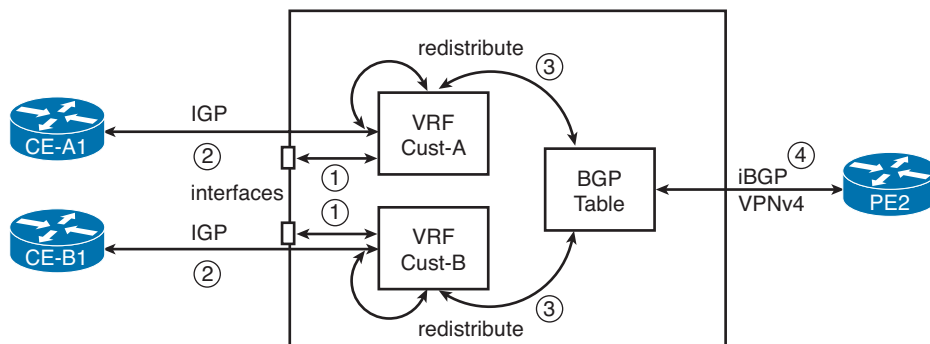 redistribute
3
IGP
VRF
Cust-A
CE-A1
2
4
1
BGP
Table
iBGP
VPNv4
PE2
interfaces
1
IGP
VRF
Cust-B
CE-B1
2
3
redistribute